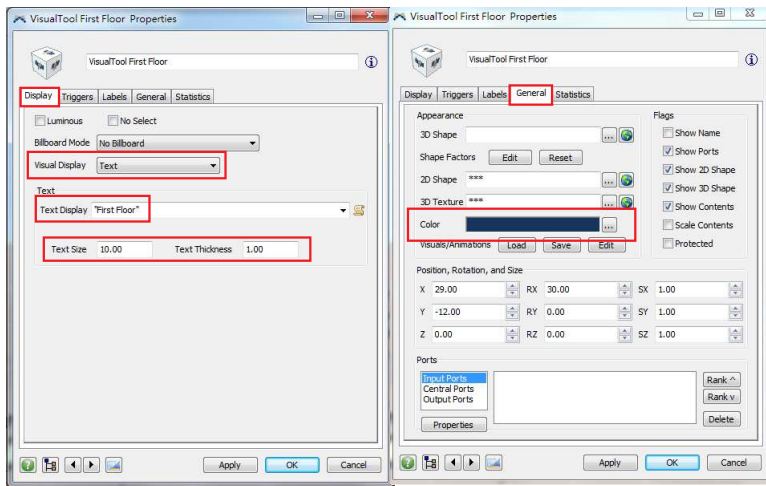 VisualTool First Floor Properties
VisualTool First Floor
Display Triggers Labels General Statistics
Luminous No Select
Billboard Mode No Billboard
Visual Display Text
Text
Text Display "First Floor"
Text Size 10.00 Text Thickness 1.00
Apply OK Cancel
VisualTool First Floor Properties
VisualTool First Floor
Display Triggers Labels General Statistics
Appearance
3D Shape ...
Shape Factors Edit Reset
2D Shape *** ...
3D Texture *** ...
Color ...
Visuals/Animations Load Save Edit
Flags
Show Name
Show Ports
Show 2D Shape
Show 3D Shape
Show Contents
Scale Contents
Protected
Position, Rotation, and Size
X 29.00 RX 30.00 SX 1.00
Y -12.00 RY 0.00 SY 1.00
Z 0.00 RZ 0.00 SZ 1.00
Ports
Input Ports
Central Ports
Output Ports
Properties
Rank ^
Rank v
Delete
Apply OK Cancel